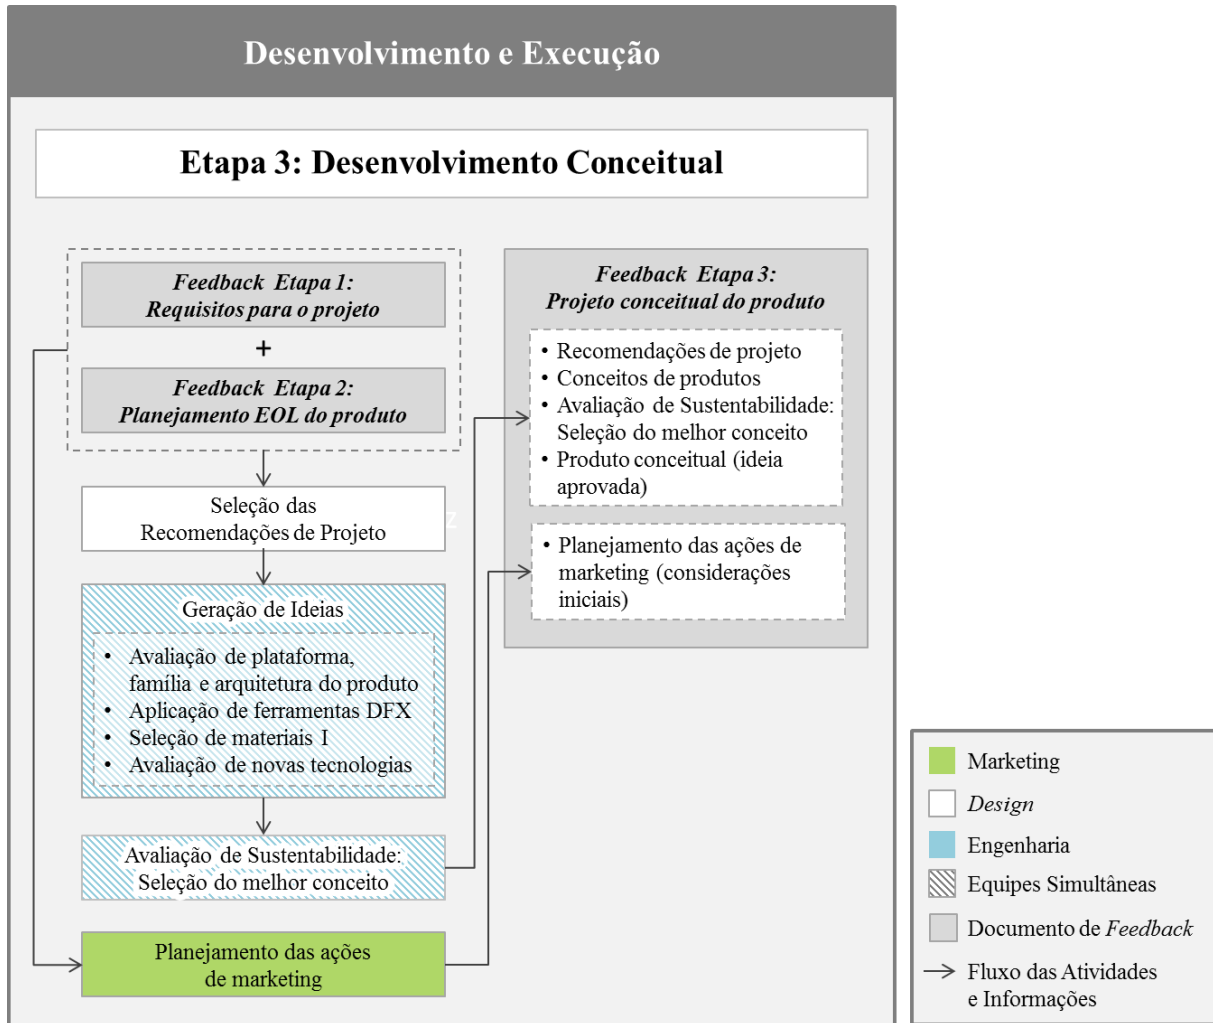 Desenvolvimento e Execução
Etapa 3: Desenvolvimento Conceitual
Feedback Etapa 1:
Requisitos para o projeto
+
Feedback Etapa 2:
Planejamento EOL do produto
Seleção das
Recomendações de Projeto
z
Geração de Ideias
• Avaliação de plataforma,
família e arquitetura do produto
• Aplicação de ferramentas DFX
• Seleção de materiais I
• Avaliação de novas tecnologias
Avaliação de Sustentabilidade:
Seleção do melhor conceito
Planejamento das ações
de marketing
Feedback Etapa 3:
Projeto conceitual do produto
• Recomendações de projeto
• Conceitos de produtos
• Avaliação de Sustentabilidade:
Seleção do melhor conceito
• Produto conceitual (ideia
aprovada)
• Planejamento das ações de
marketing (considerações
iniciais)
Marketing
Design
Engenharia
Equipes Simultâneas
Documento de Feedback
Fluxo das Atividades
e Informações